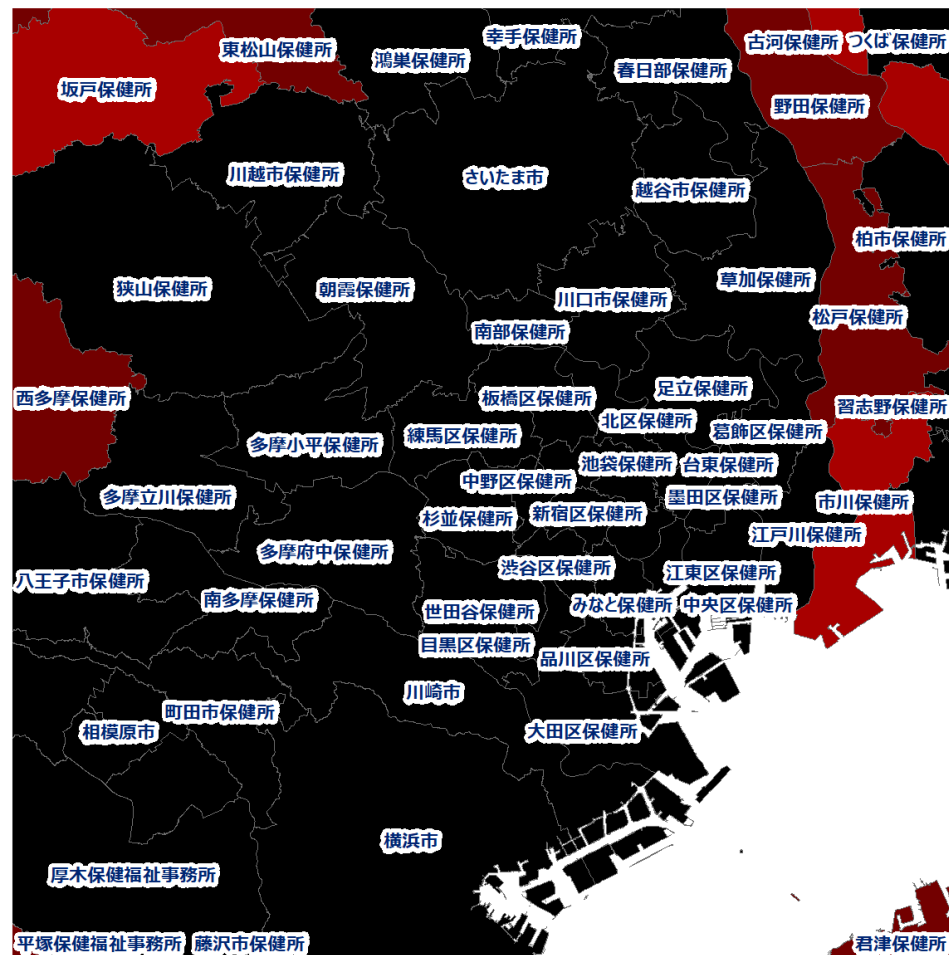 幸手保健所
東松山保健所
古河保健所
つくば保健所
鴻巣保健所
春日部保健所
坂戸保健所
野田保健所
川越市保健所
さいたま市
越谷市保健所
柏市保健所
草加保健所
狭山保健所
朝霞保健所
川口市保健所
松戸保健所
南部保健所
足立保健所
西多摩保健所
板橋区保健所
習志野保健所
北区保健所
葛飾区保健所
練馬区保健所
多摩小平保健所
池袋保健所
台東保健所
中野区保健所
多摩立川保健所
墨田区保健所
市川保健所
新宿区保健所
杉並保健所
江戸川保健所
多摩府中保健所
渋谷区保健所
江東区保健所
八王子市保健所
南多摩保健所
みなと保健所
中央区保健所
世田谷保健所
目黒区保健所
品川区保健所
川崎市
町田市保健所
相模原市
大田区保健所
横浜市
厚木保健福祉事務所
平塚保健福祉事務所
藤沢市保健所
君津保健所